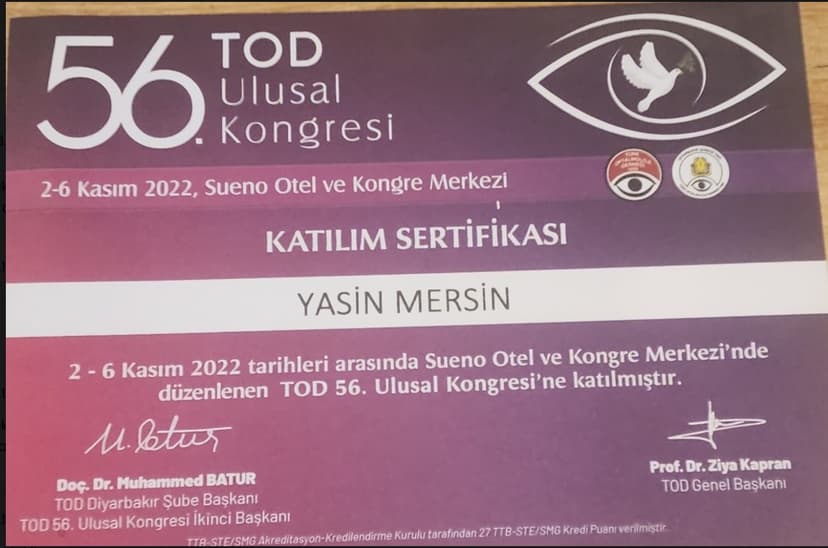 56. TOD
Ulusal
Kongresi
2-6 Kasım 2022, Sueno Otel ve Kongre Merkezi
KATILIM SERTİFİKASI
YASİN MERSİN
2 - 6 Kasım 2022 tarihleri arasında Sueno Otel ve Kongre Merkezi’nde
düzenlenen TOD 56. Ulusal Kongresi’ne katılmıştır.
M. Batur
Doç. Dr. Muhammed BATUR
TOD Diyarbakır Şube Başkanı
TOD 56. Ulusal Kongresi İkinci Başkanı
Prof. Dr. Ziya Kapran
TOD Genel Başkanı
TTB-STE/SMG Akreditasyon-Kredilendirme Kurulu tarafından 27 TTB-STE/SMG Kredi Puanı verilmiştir.